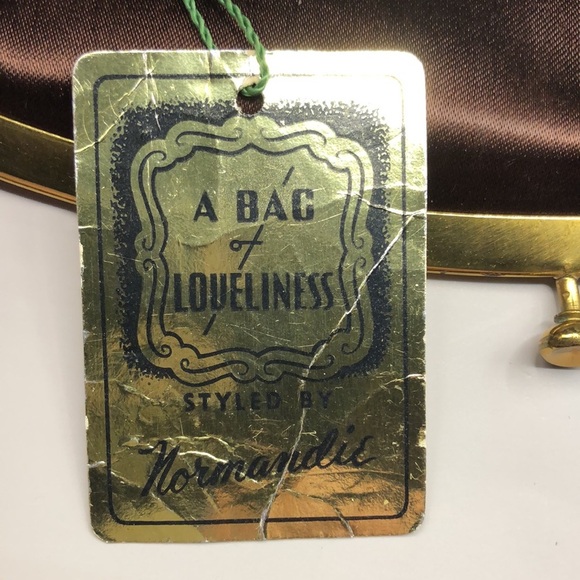 A BAG
of
LOVELINESS
STYLED BY
Normandie